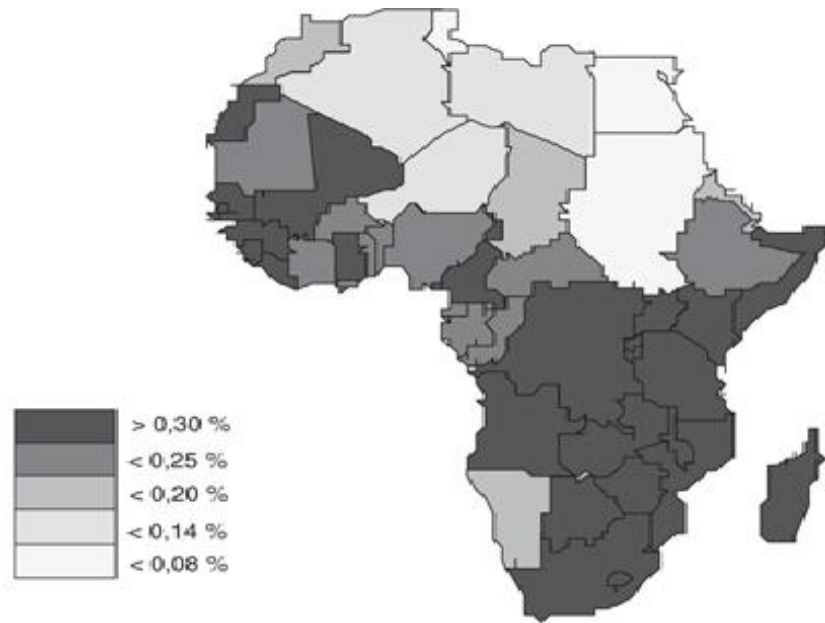 > 0,30 %
< 0,25 %
< 0,20 %
< 0,14 %
< 0,08 %